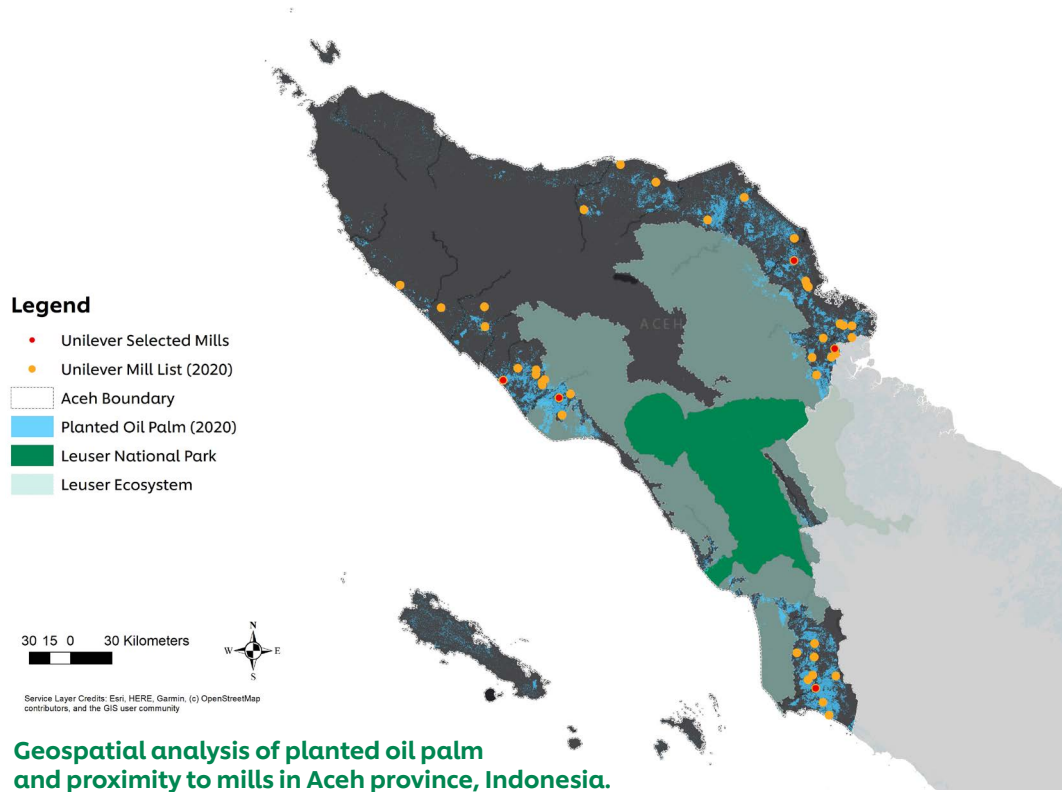 ACEH
Legend
Unilever Selected Mills
Unilever Mill List (2020)
Aceh Boundary
Planted Oil Palm (2020)
Leuser National Park
Leuser Ecosystem
30 15 0 30 Kilometers
N
W E
S
Service Layer Credits: Esri, HERE, Garmin, (c) OpenStreetMap
contributors, and the GIS user community
Geospatial analysis of planted oil palm
and proximity to mills in Aceh province, Indonesia.